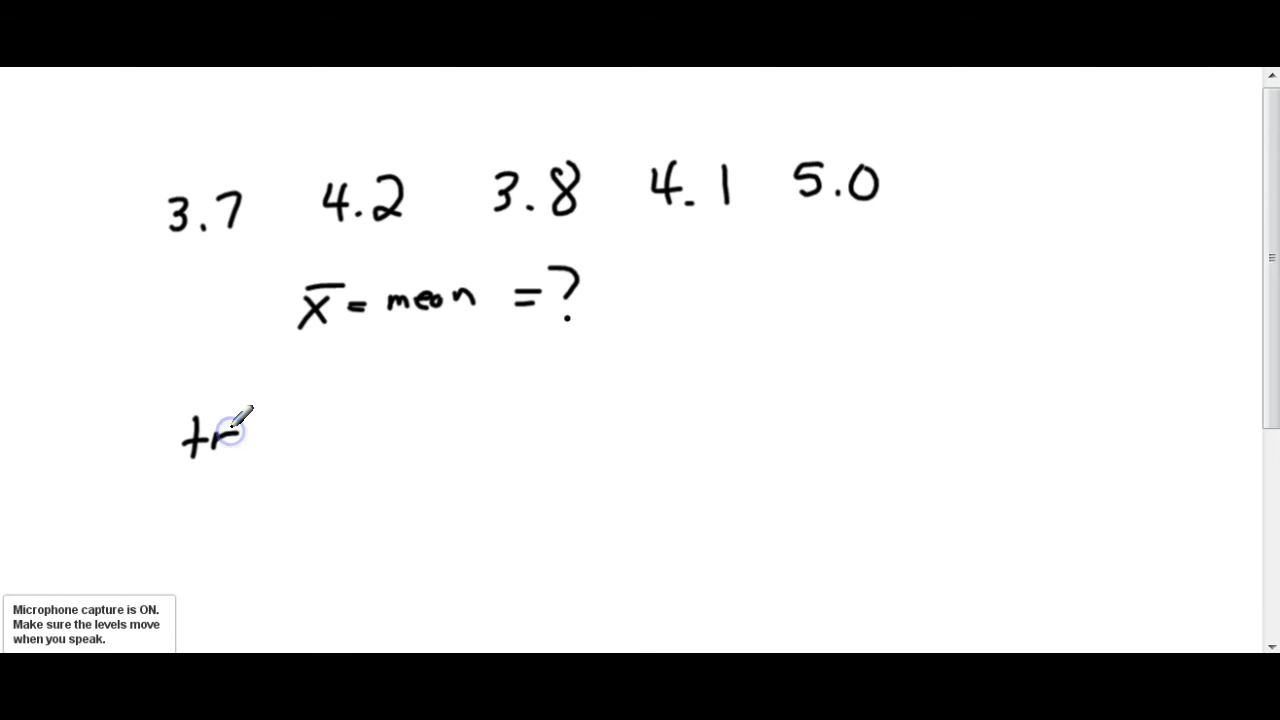 3.7 4.2 3.8 4.1 5.0
x̄ = mean = ?
tr
Microphone capture is ON.
Make sure the levels move
when you speak.